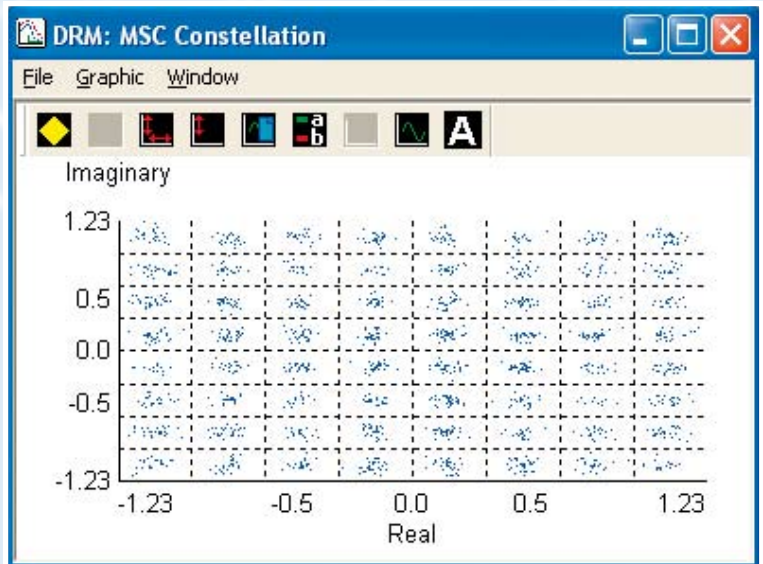 DRM: MSC Constellation
File Graphic Window
a
b
A
Imaginary
1.23
0.5
0.0
-0.5
-1.23
-1.23 -0.5 0.0 0.5 1.23
Real